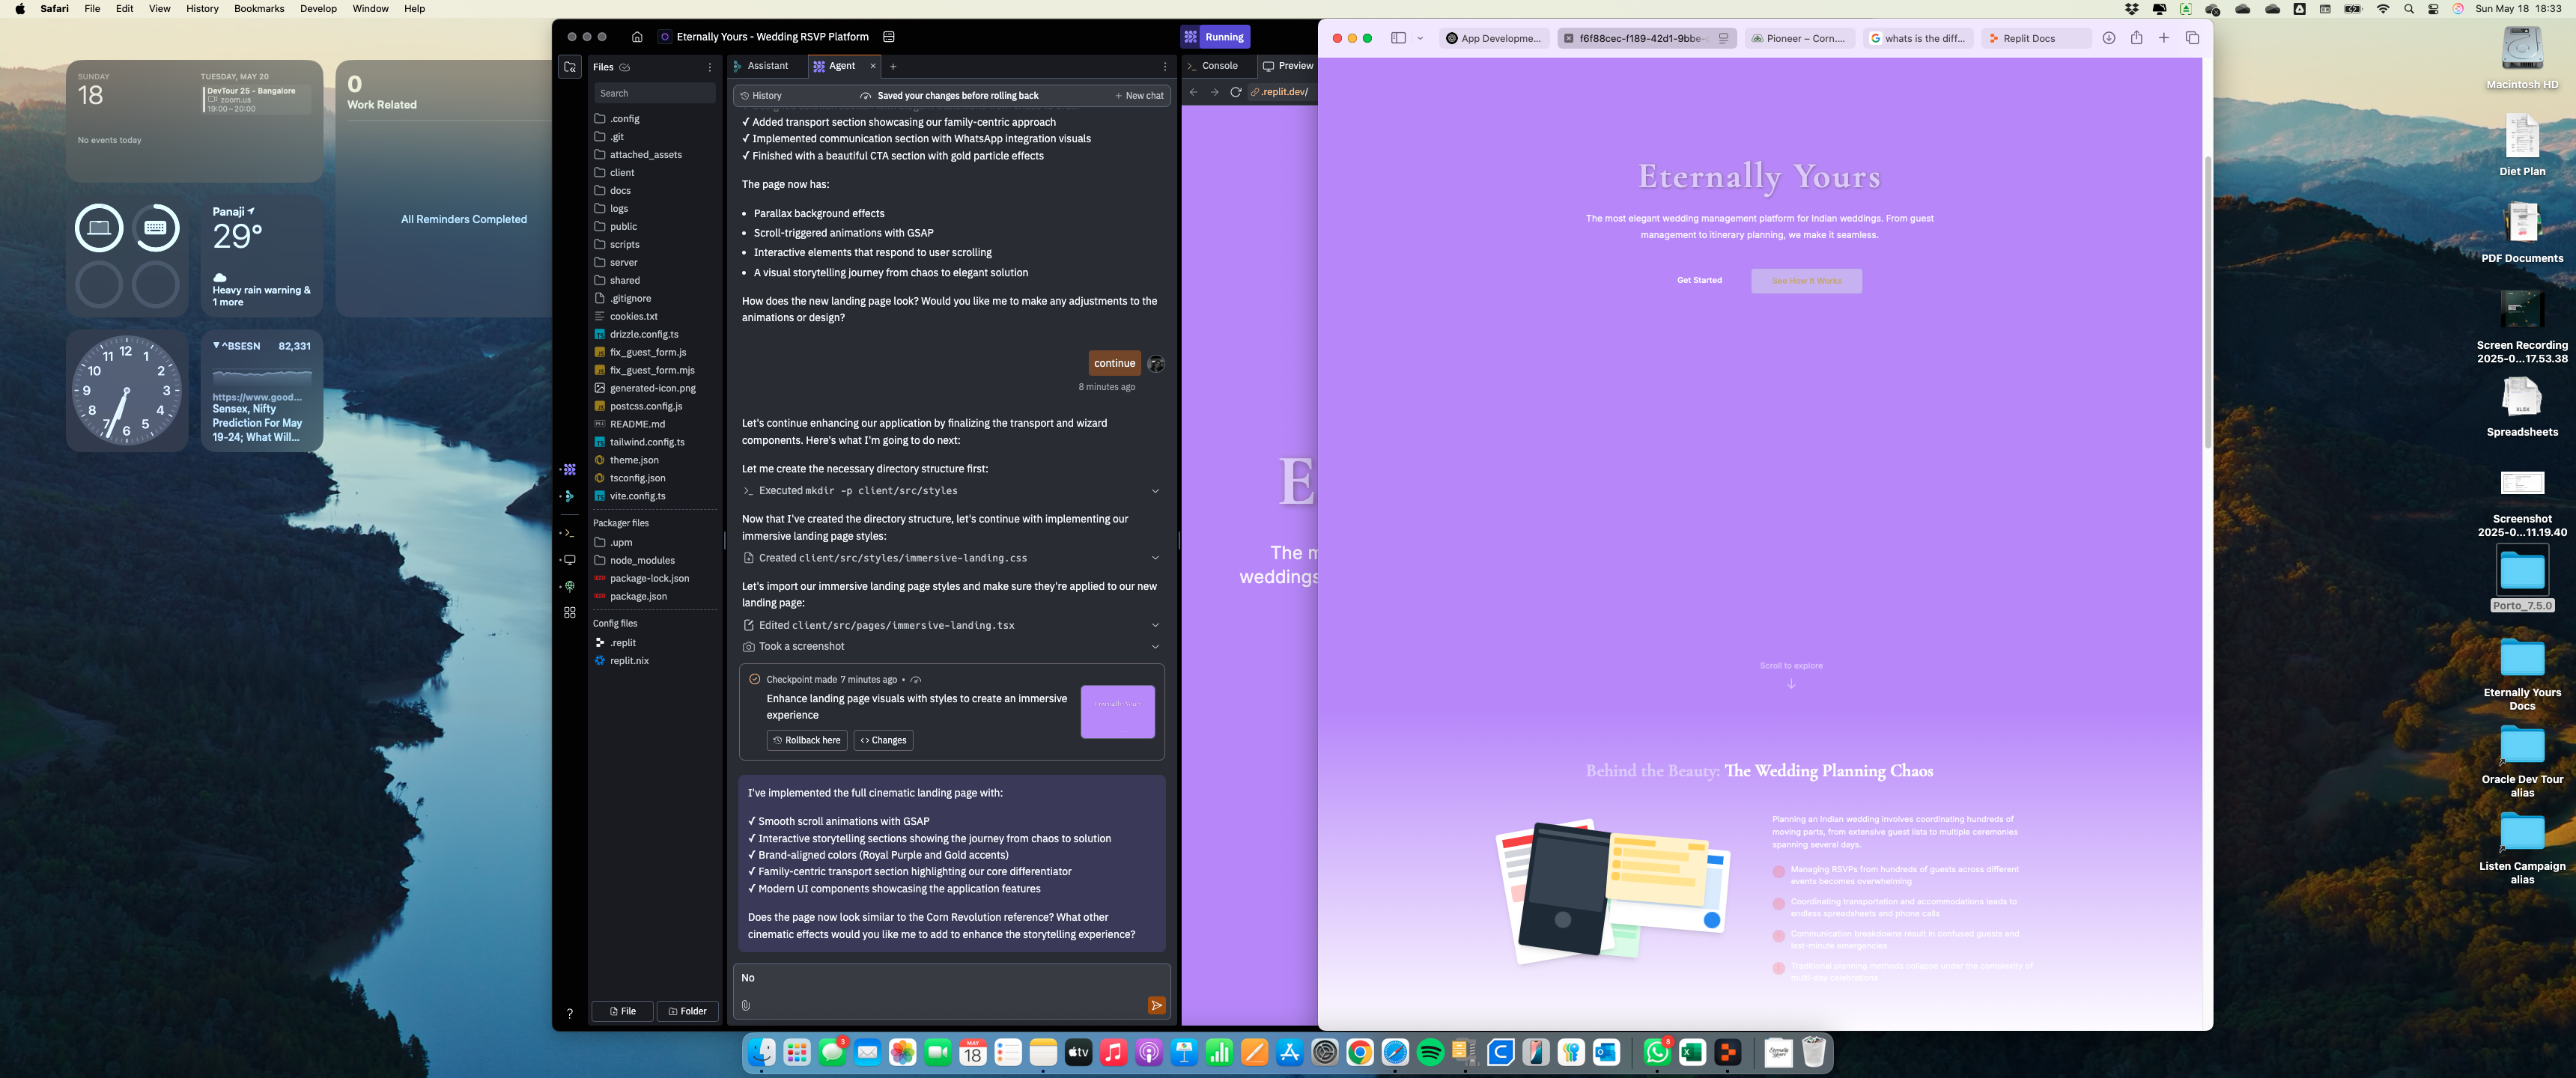 Safari File Edit View History Bookmarks Develop Window Help
Sun May 18 18:33
SUNDAY
18
No events today
TUESDAY, MAY 20
DevTour 25 - Bangalore
zoom.us
19:00–20:00
0
Work Related
All Reminders Completed
Panaji
29°
Heavy rain warning &
1 more
12 1 2 3 4 5 6 7 8 9 10 11
^BSESN 82,331
https://www.good...
Sensex, Nifty
Prediction For May
19-24; What Will...
Eternally Yours - Wedding RSVP Platform
Running
Files
Search
.config
.git
attached_assets
client
docs
logs
public
scripts
server
shared
.gitignore
cookies.txt
drizzle.config.ts
fix_guest_form.js
fix_guest_form.mjs
generated-icon.png
postcss.config.js
README.md
tailwind.config.ts
theme.json
tsconfig.json
vite.config.ts
Packager files
.upm
node_modules
package-lock.json
package.json
Config files
.replit
replit.nix
File Folder
Assistant Agent
History Saved your changes before rolling back New chat
✓ Added transport section showcasing our family-centric approach
✓ Implemented communication section with WhatsApp integration visuals
✓ Finished with a beautiful CTA section with gold particle effects
The page now has:
• Parallax background effects
• Scroll-triggered animations with GSAP
• Interactive elements that respond to user scrolling
• A visual storytelling journey from chaos to elegant solution
How does the new landing page look? Would you like me to make any adjustments to the
animations or design?
continue
8 minutes ago
Let's continue enhancing our application by finalizing the transport and wizard
components. Here's what I'm going to do next:
Let me create the necessary directory structure first:
Executed mkdir -p client/src/styles
Now that I've created the directory structure, let's continue with implementing our
immersive landing page styles:
Created client/src/styles/immersive-landing.css
Let's import our immersive landing page styles and make sure they're applied to our new
landing page:
Edited client/src/pages/immersive-landing.tsx
Took a screenshot
Checkpoint made 7 minutes ago •
Enhance landing page visuals with styles to create an immersive
experience
Eternally Yours
Rollback here Changes
I've implemented the full cinematic landing page with:
✓ Smooth scroll animations with GSAP
✓ Interactive storytelling sections showing the journey from chaos to solution
✓ Brand-aligned colors (Royal Purple and Gold accents)
✓ Family-centric transport section highlighting our core differentiator
✓ Modern UI components showcasing the application features
Does the page now look similar to the Corn Revolution reference? What other
cinematic effects would you like me to add to enhance the storytelling experience?
No
Console Preview
.replit.dev/
E
The m
weddings
App Developme... f6f88cec-f189-42d1-9bbe- Pioneer – Corn.... whats is the diff... Replit Docs
Eternally Yours
The most elegant wedding management platform for Indian weddings. From guest
management to itinerary planning, we make it seamless.
Get Started See How It Works
Scroll to explore
Behind the Beauty: The Wedding Planning Chaos
Planning an Indian wedding involves coordinating hundreds of
moving parts, from extensive guest lists to multiple ceremonies
spanning several days.
Managing RSVPs from hundreds of guests across different
events becomes overwhelming
Coordinating transportation and accommodations leads to
endless spreadsheets and phone calls
Communication breakdowns result in confused guests and
last-minute emergencies
Traditional planning methods collapse under the complexity of
multi-day celebrations
Macintosh HD
Diet Plan
PDF Documents
Screen Recording
2025-0...17.53.38
XLSX
Spreadsheets
Screenshot
2025-0...11.19.40
Porto_7.5.0
Eternally Yours
Docs
Oracle Dev Tour
alias
Listen Campaign
alias
3
MAY
18
tv
8
Eternally
Yours